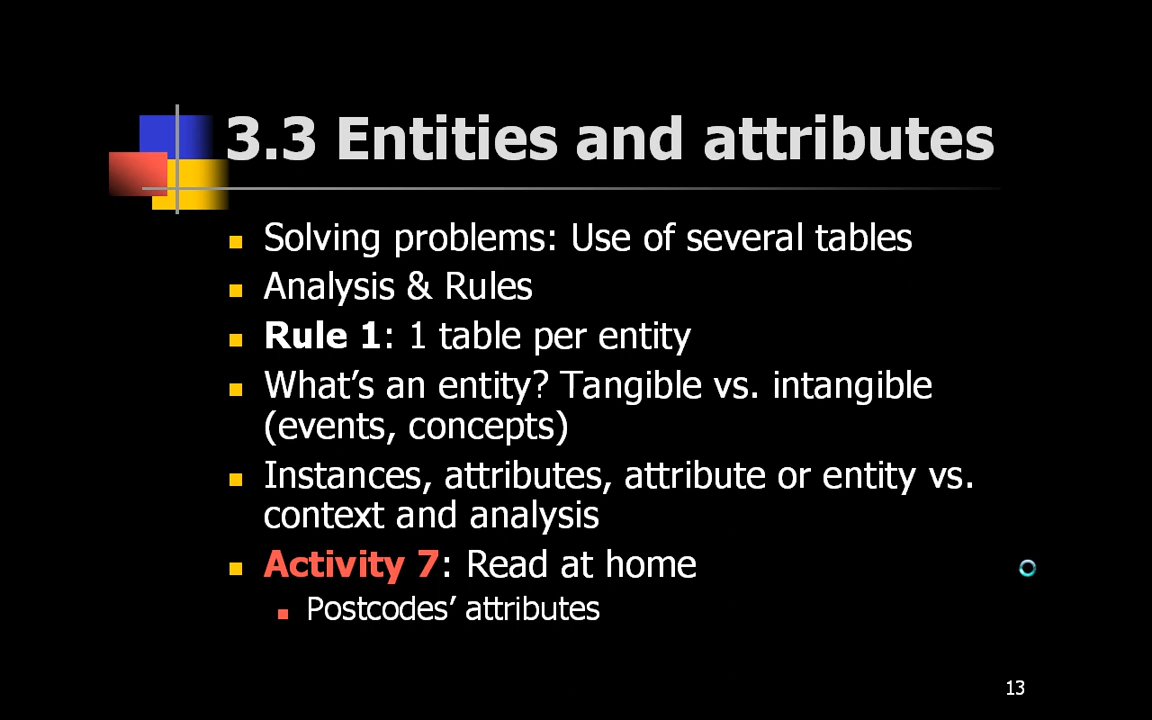 3.3 Entities and attributes
Solving problems: Use of several tables
Analysis & Rules
Rule 1: 1 table per entity
What’s an entity? Tangible vs. intangible
(events, concepts)
Instances, attributes, attribute or entity vs.
context and analysis
Activity 7: Read at home
Postcodes’ attributes
13